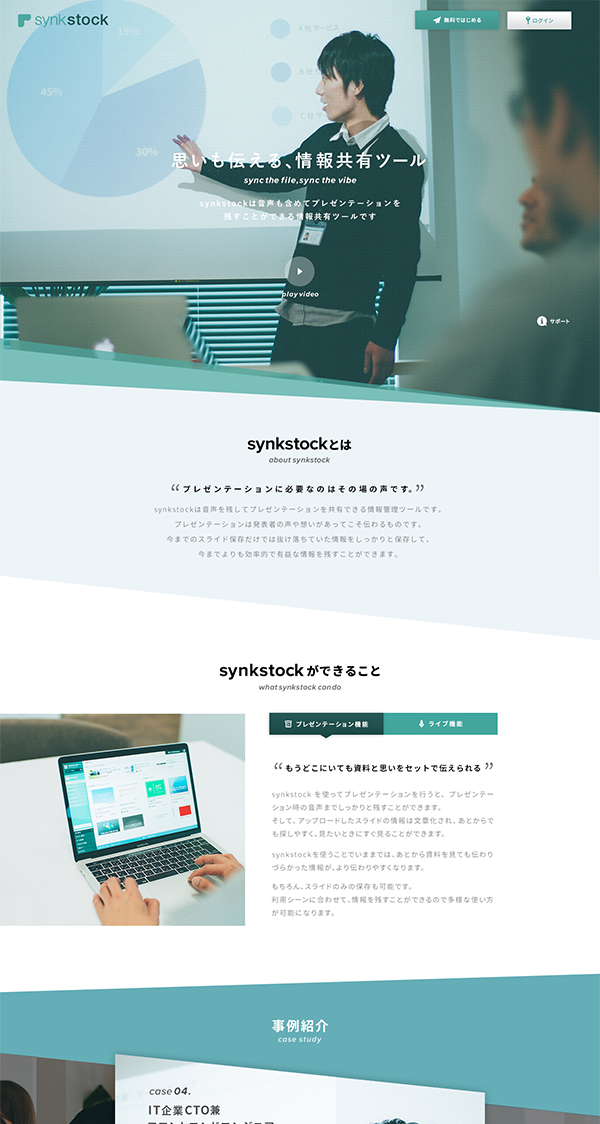 synkstock
無料ではじめる
ログイン
15%
45%
30%
A社サービス
思いも伝える、情報共有ツール
sync the file,sync the vibe
synkstockは音声も含めてプレゼンテーションを
残すことができる情報共有ツールです
play video
サポート
synkstockとは
about synkstock
“プレゼンテーションに必要なのはその場の声です。”
synkstockは音声を残してプレゼンテーションを共有できる情報管理ツールです。
プレゼンテーションは発表者の声や想いがあってこそ伝わるものです。
今までのスライド保存だけでは抜け落ちていた情報をしっかりと保存して、
今までよりも効率的で有益な情報を残すことができます。
synkstockができること
what synkstock can do
プレゼンテーション機能
ライブ機能
“もうどこにいても資料と思いをセットで伝えられる”
synkstock を使ってプレゼンテーションを行うと、プレゼンテー
ション時の音声までしっかりと残すことができます。
そして、アップロードしたスライドの情報は文章化され、あとからで
も探しやすく、見たいときにすぐ見ることができます。
synkstockを使うことでいままでは、あとから資料を見ても伝わり
づらかった情報が、より伝わりやすくなります。
もちろん、スライドのみの保存も可能です。
利用シーンに合わせて、情報を残すことができるので多様な使い方
が可能になります。
事例紹介
case study
case 04.
IT企業CTO兼